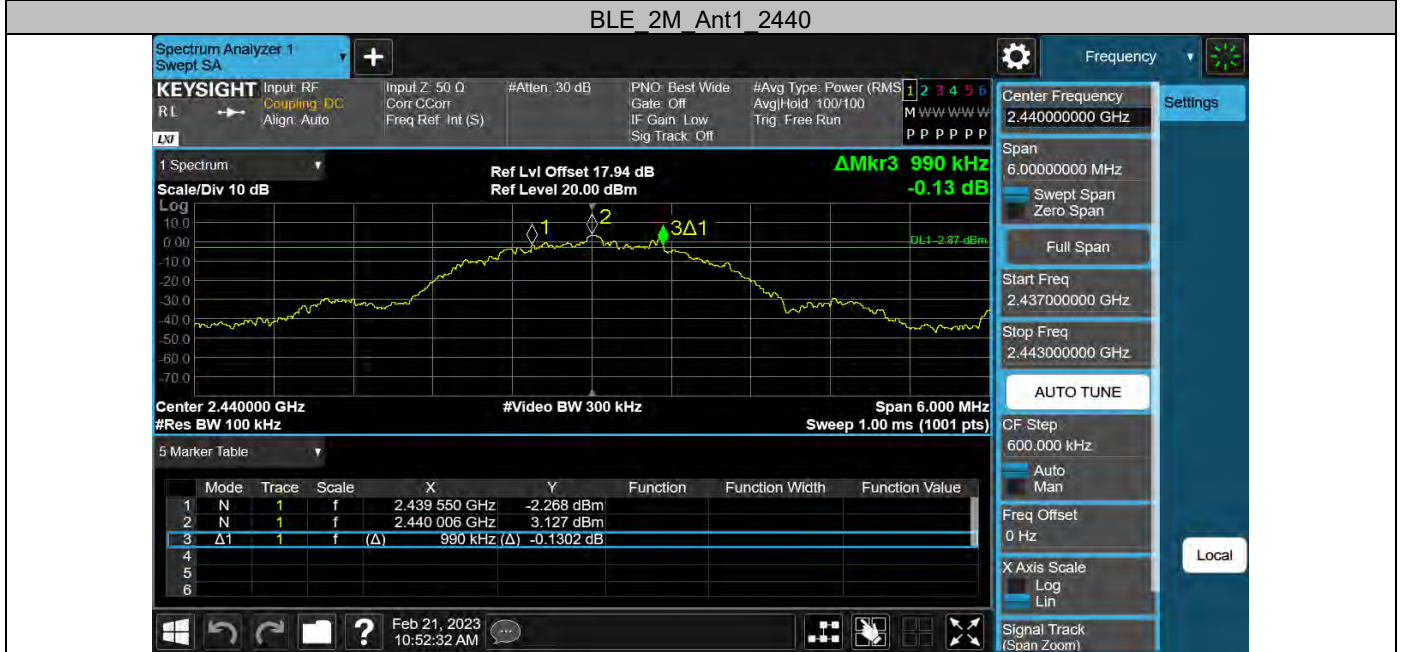 BLE_2M_Ant1_2440
Spectrum Analyzer 1
Swept SA
+
Frequency
KEYSIGHT Input: RF Input Z: 50 Ω #Atten: 30 dB PNO: Best Wide #Avg Type: Power (RMS 1 2 3 4 5 6
RL Coupling: DC Corr CCorr Gate: Off Avg|Hold: 100/100 M W W W W W
Align: Auto Freq Ref: Int (S) IF Gain: Low Trig: Free Run
LXI Sig Track: Off P P P P P P
1 Spectrum
Ref Lvl Offset 17.94 dB
ΔMkr3 990 kHz
Scale/Div 10 dB Ref Level 20.00 dBm -0.13 dB
Log
10.0
0.00
-10.0
-20.0
-30.0
-40.0
-50.0
-60.0
-70.0
1
2
3Δ1
DL1 -2.87 dBm
Center 2.440000 GHz #Video BW 300 kHz Span 6.000 MHz
#Res BW 100 kHz Sweep 1.00 ms (1001 pts)
5 Marker Table
Mode Trace Scale X Y Function Function Width Function Value
1 N 1 f 2.439 550 GHz -2.268 dBm
2 N 1 f 2.440 006 GHz 3.127 dBm
3 Δ1 1 f (Δ) 990 kHz (Δ) -0.1302 dB
4
5
6
?
Feb 21, 2023
10:52:32 AM
Center Frequency
2.440000000 GHz
Settings
Span
6.00000000 MHz
Swept Span
Zero Span
Full Span
Start Freq
2.437000000 GHz
Stop Freq
2.443000000 GHz
AUTO TUNE
CF Step
600.000 kHz
Auto
Man
Freq Offset
0 Hz
Local
X Axis Scale
Log
Lin
Signal Track
(Span Zoom)